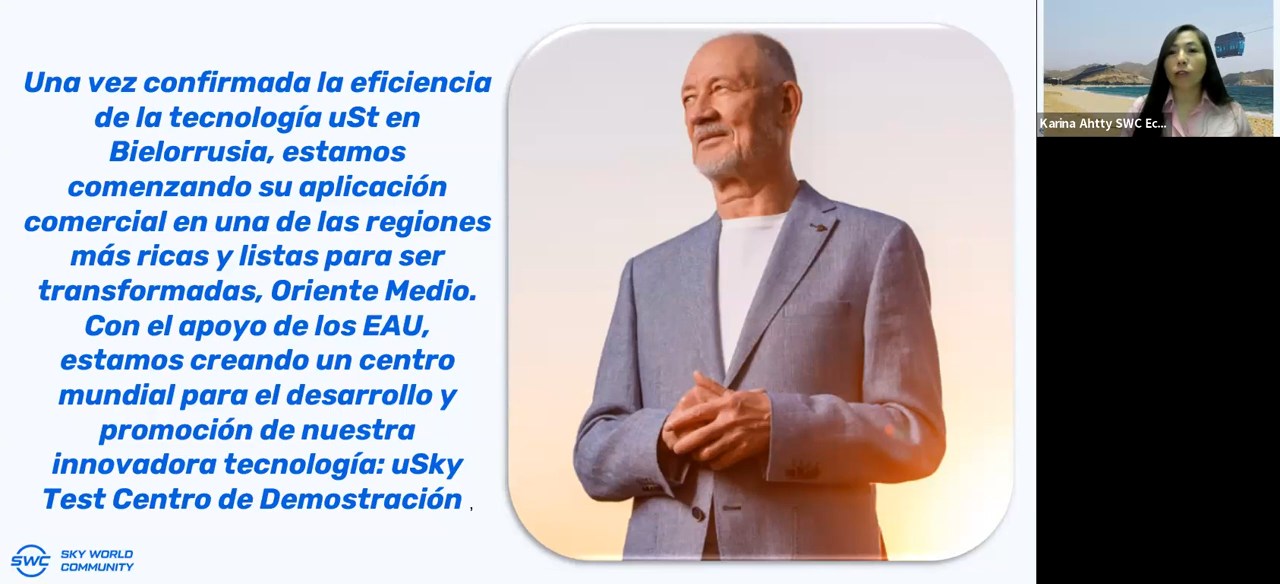 Una vez confirmada la eficiencia
de la tecnología uSt en
Bielorrusia, estamos
comenzando su aplicación
comercial en una de las regiones
más ricas y listas para ser
transformadas, Oriente Medio.
Con el apoyo de los EAU,
estamos creando un centro
mundial para el desarrollo y
promoción de nuestra
innovadora tecnología: uSky
Test Centro de Demostración ,
SWC SKY WORLD
COMMUNITY
Karina Ahtty SWC Ec...